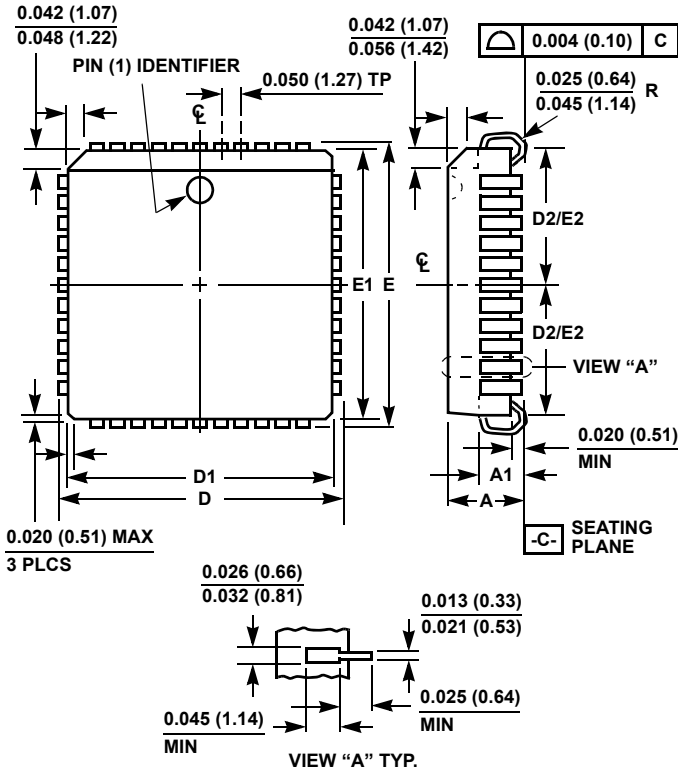 0.042 (1.07)
0.048 (1.22)
PIN (1) IDENTIFIER
0.050 (1.27) TP
℄
0.042 (1.07)
0.056 (1.42)
0.004 (0.10) C
0.025 (0.64)
0.045 (1.14)
R
℄
E1 E
D2/E2
D2/E2
VIEW “A”
D1
D
0.020 (0.51) MAX
3 PLCS
A1
A
0.020 (0.51)
MIN
-C-
SEATING
PLANE
0.026 (0.66)
0.032 (0.81)
0.013 (0.33)
0.021 (0.53)
0.045 (1.14)
MIN
0.025 (0.64)
MIN
VIEW “A” TYP.